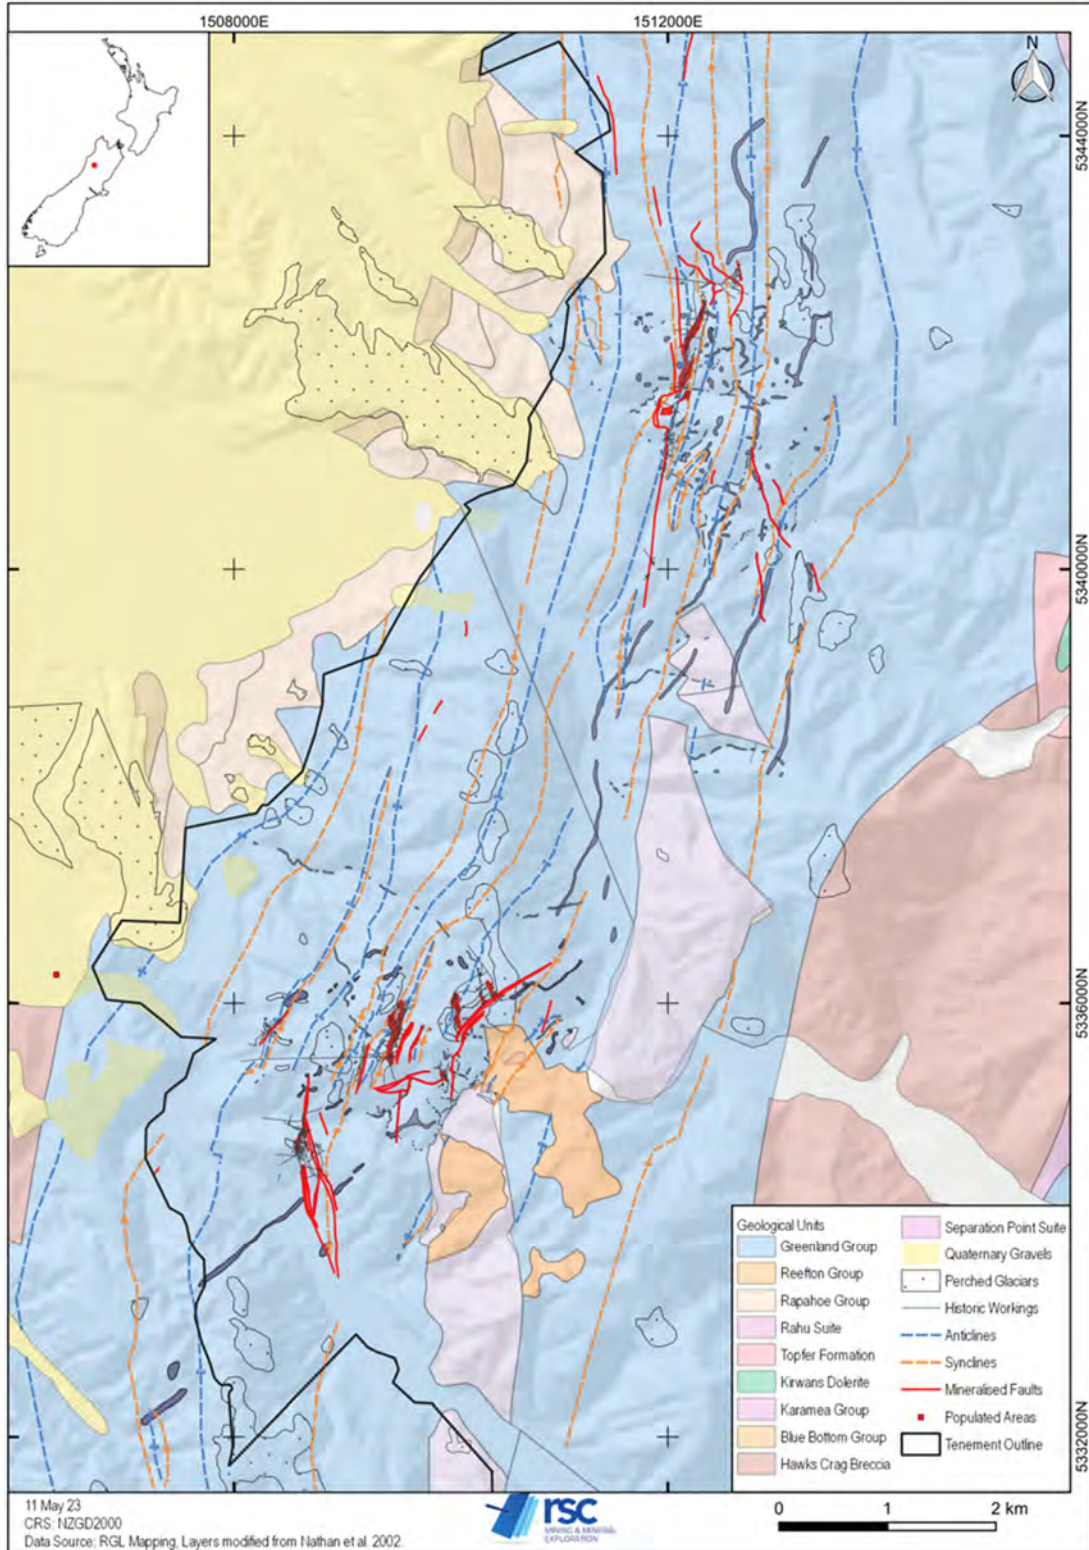 1508000E
1512000E
N
5344000N
5340000N
5336000N
5332000N
Geological Units
Greenland Group
Reefton Group
Rapahoe Group
Rahu Suite
Topfer Formation
Kirwans Dolerite
Karamea Group
Blue Bottom Group
Hawks Crag Breccia
Separation Point Suite
Quaternary Gravels
Perched Glaciars
Historic Workings
Anticlines
Synclines
Mineralised Faults
Populated Areas
Tenement Outline
11 May 23
CRS: NZGD2000
Data Source: RGL Mapping, Layers modified from Nathan et al. 2002.
rsc
MINING & MINERAL
EXPLORATION
0 1 2 km